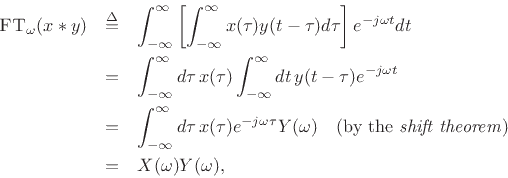 FT_ω(x ∗ y) ≜ ∫_{−∞}^{∞} [∫_{−∞}^{∞} x(τ)y(t − τ)dτ] e^{−jωt}dt
= ∫_{−∞}^{∞} dτ x(τ) ∫_{−∞}^{∞} dt y(t − τ)e^{−jωt}
= ∫_{−∞}^{∞} dτ x(τ)e^{−jωτ}Y(ω) (by the shift theorem)
= X(ω)Y(ω),